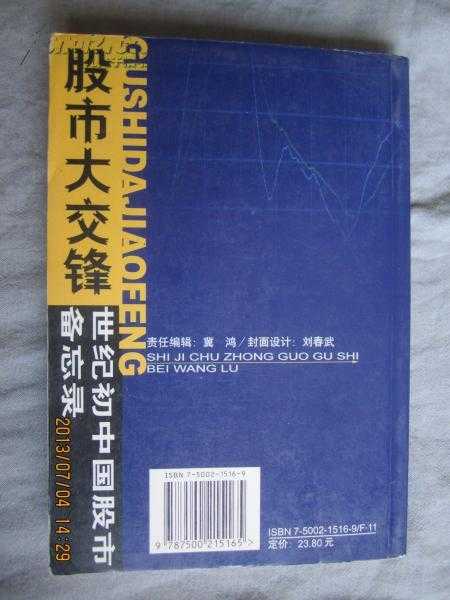 股市大交锋
GUSHIDAJIAOFENG
世纪初中国股市
备忘录
责任编辑：冀 鸿/封面设计：刘春武
SHI JI CHU ZHONG GUO GU SHI
BEI WANG LU
ISBN 7-5002-1516-9
9 787500 215165 >
ISBN 7-5002-1516-9/F·11
定价：23.80 元
2013/07/04 14:29